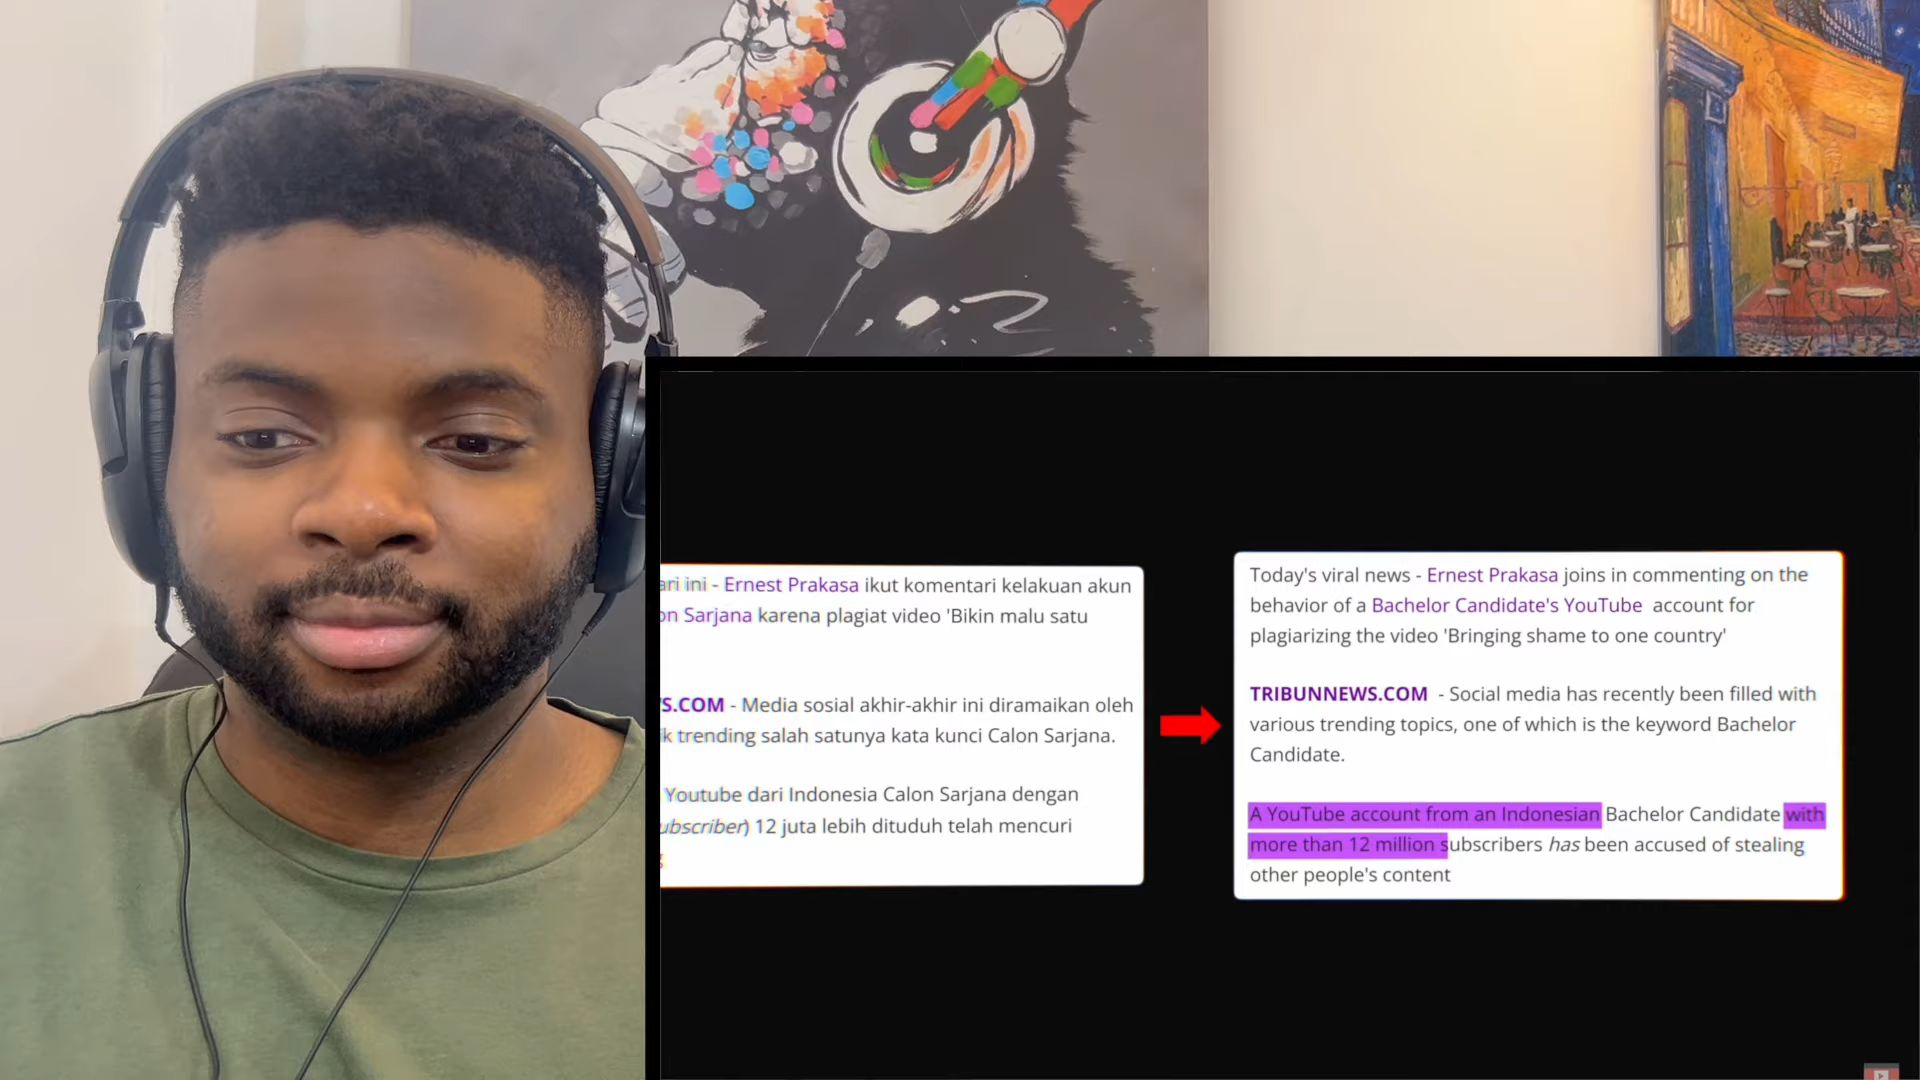 ari ini - Ernest Prakasa ikut komentari kelakuan akun
on Sarjana karena plagiat video 'Bikin malu satu
S.COM - Media sosial akhir-akhir ini diramaikan oleh
k trending salah satunya kata kunci Calon Sarjana.
Youtube dari Indonesia Calon Sarjana dengan
ubscriber) 12 juta lebih dituduh telah mencuri
Today's viral news - Ernest Prakasa joins in commenting on the
behavior of a Bachelor Candidate's YouTube account for
plagiarizing the video 'Bringing shame to one country'
TRIBUNNEWS.COM - Social media has recently been filled with
various trending topics, one of which is the keyword Bachelor
Candidate.
A YouTube account from an Indonesian Bachelor Candidate with
more than 12 million subscribers has been accused of stealing
other people's content